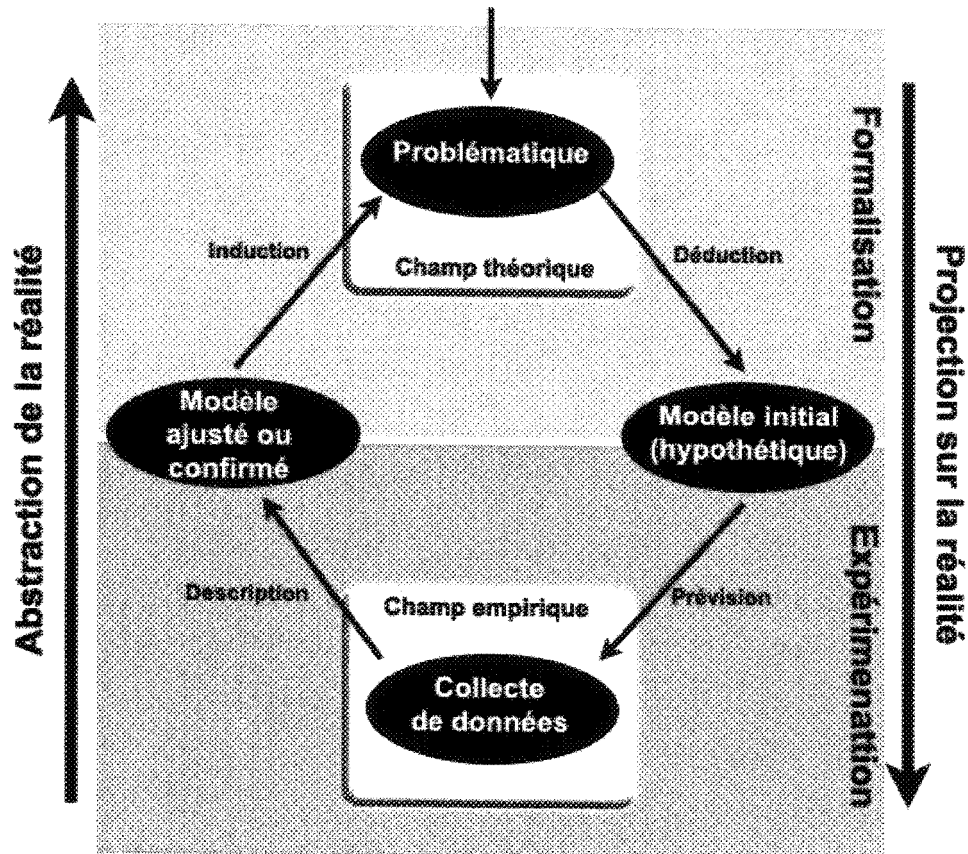 Problématique
Induction
Déduction
Champ théorique
Formalisation
Abstraction de la réalité
Projection sur la réalité
Modèle
ajusté ou
confirmé
Modèle initial
(hypothétique)
Description
Prévision
Champ empirique
Expérimenattion
Collecte
de données